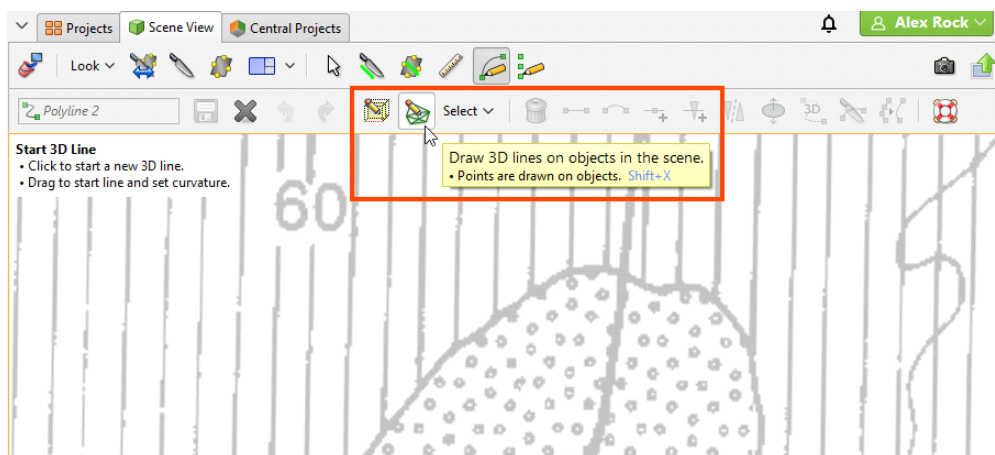 Projects Scene View Central Projects Alex Rock
Look
Polyline 2 Select 3D
Start 3D Line
• Click to start a new 3D line.
• Drag to start line and set curvature.
Draw 3D lines on objects in the scene.
• Points are drawn on objects. Shift+X
60